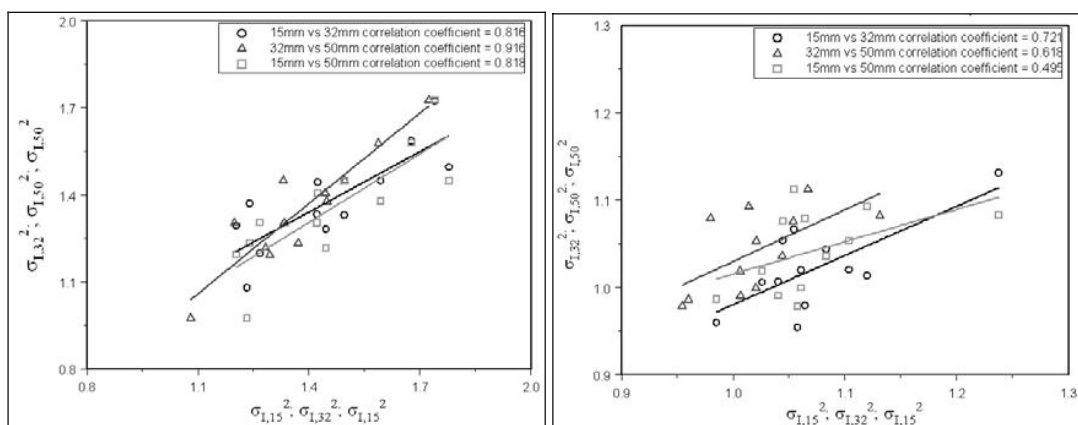 2.0
15mm vs 32mm correlation coefficient = 0.816
32mm vs 50mm correlation coefficient = 0.916
15mm vs 50mm correlation coefficient = 0.818
1.7
1.4
1.1
0.8
σI,32²; σI,50²; σI,50²
0.8 1.1 1.4 1.7 2.0
σI,15²; σI,32²; σI,15²
1.3
15mm vs 32mm correlation coefficient = 0.721
32mm vs 50mm correlation coefficient = 0.618
15mm vs 50mm correlation coefficient = 0.495
1.2
1.1
1.0
0.9
σI,32²; σI,50²; σI,50²
0.9 1.0 1.1 1.2 1.3
σI,15²; σI,32²; σI,15²